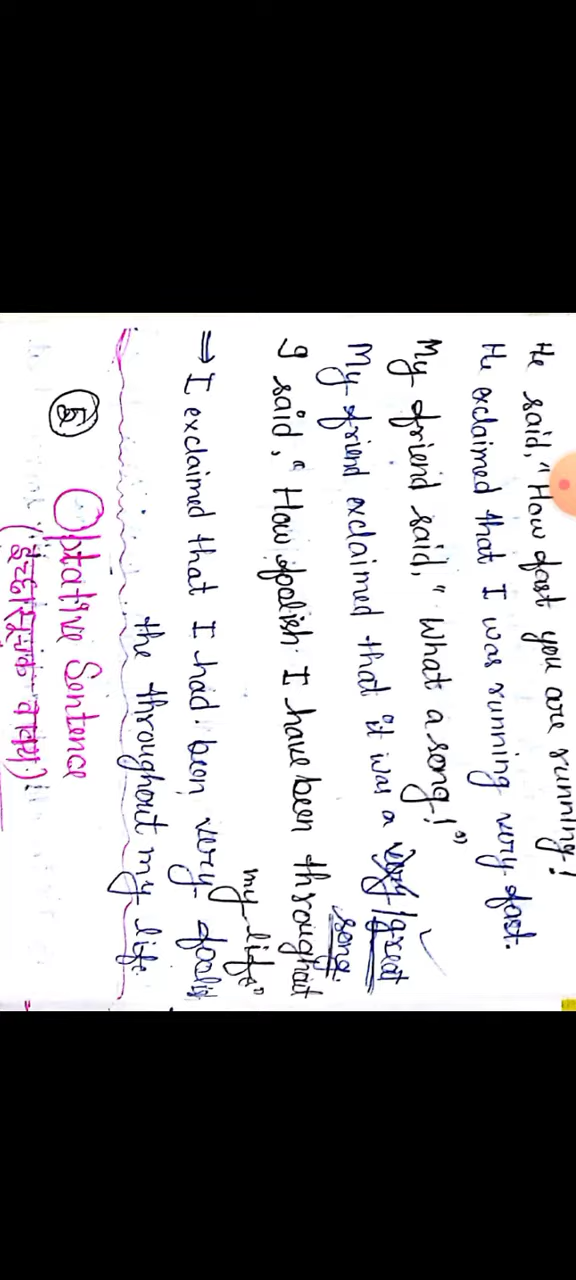 He said, "How fast you are running!
He exclaimed that I was running very fast.
My friend said, "What a song!"
My friend exclaimed that it was a very/great
song.
I said, "How foolish I have been throughout
my life"
⇒ I exclaimed that I had been very foolish
the throughout my life.
⑤ Optative Sentence
(इच्छासूचक वाक्य)